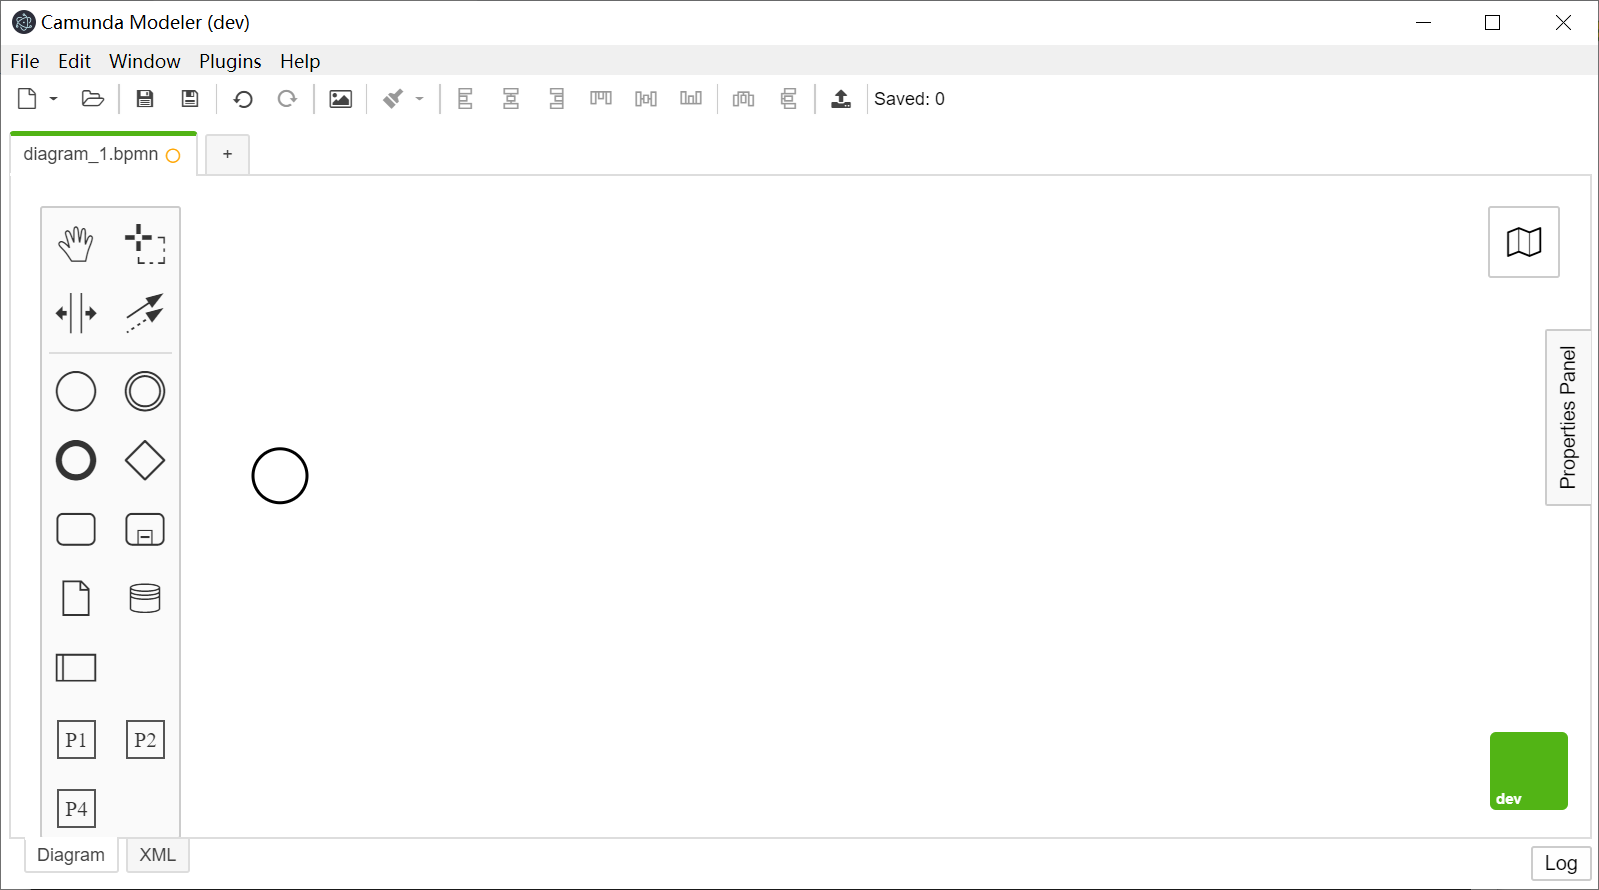 Camunda Modeler (dev)
File Edit Window Plugins Help
Saved: 0
diagram_1.bpmn +
Properties Panel
P1 P2
P4
dev
Diagram XML
Log